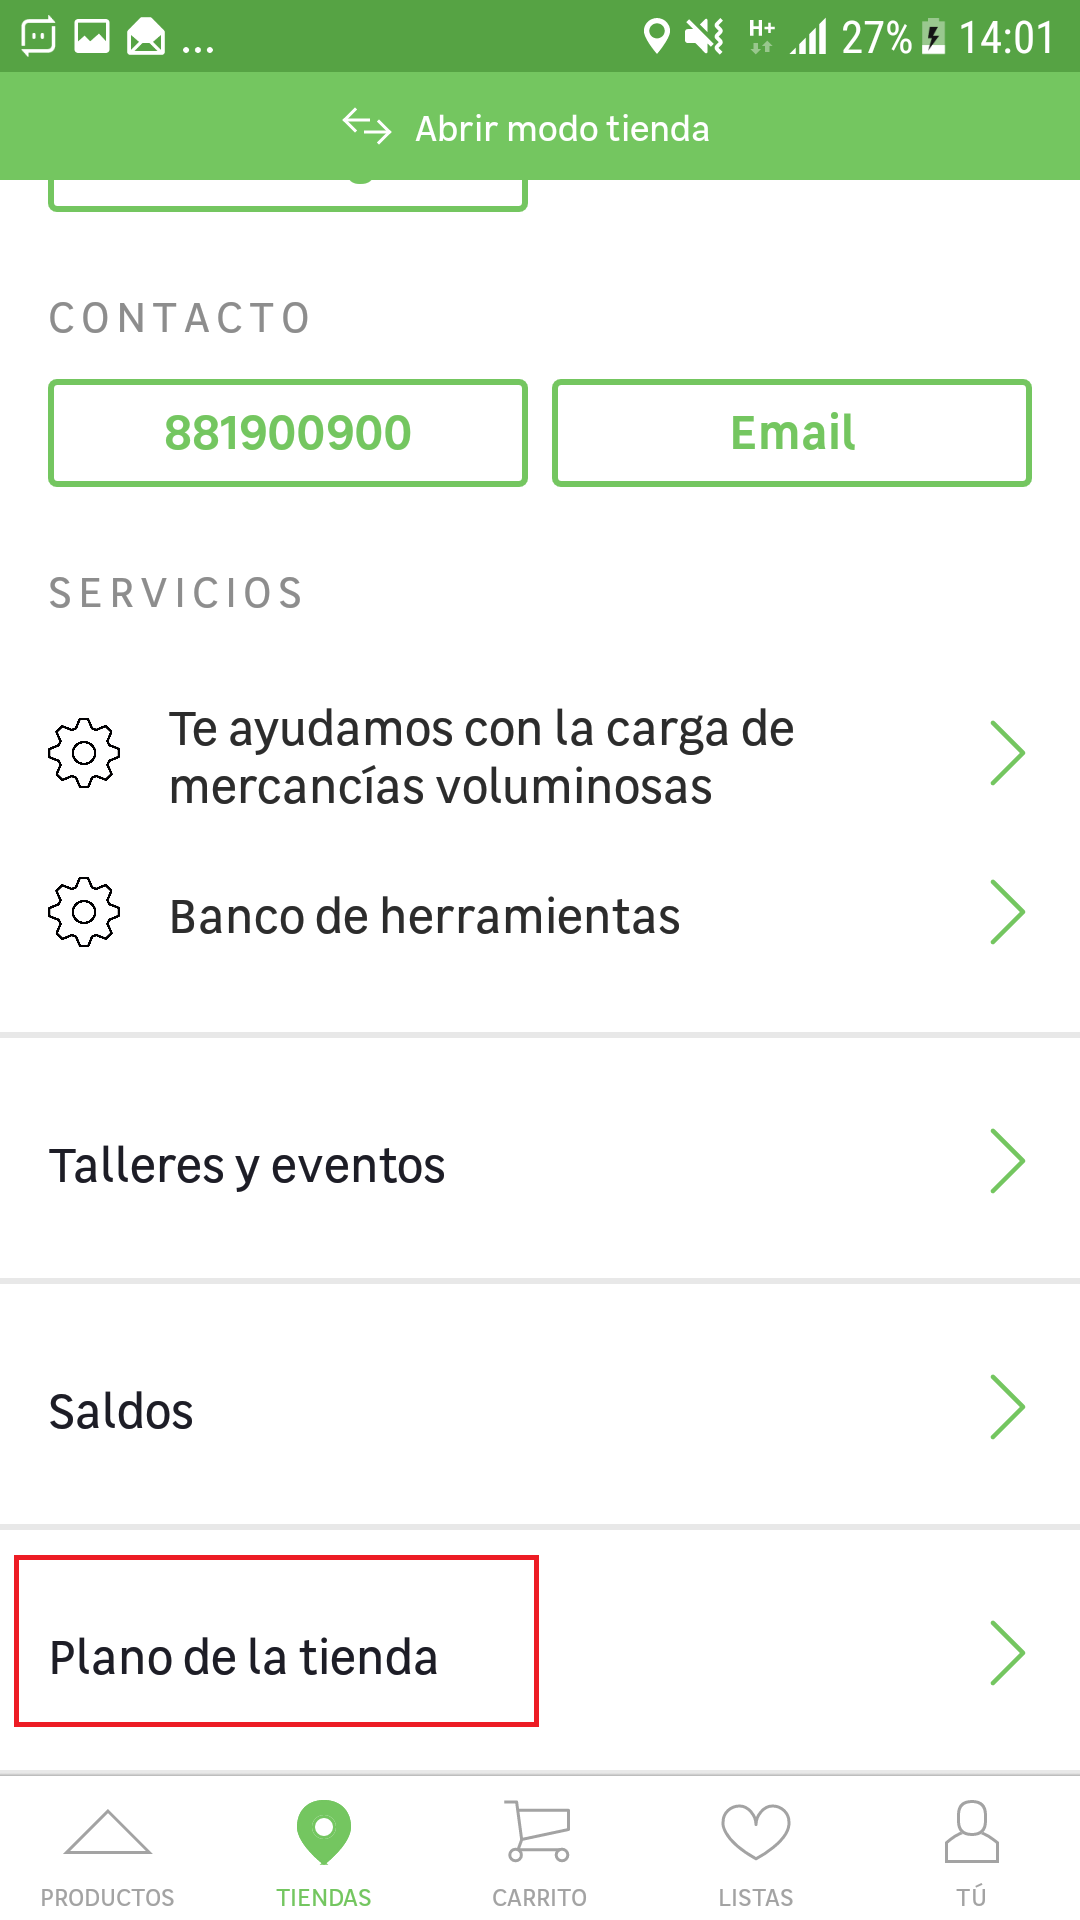 H+ 27% 14:01
Abrir modo tienda
CONTACTO
881900900 Email
SERVICIOS
Te ayudamos con la carga de
mercancías voluminosas
Banco de herramientas
Talleres y eventos
Saldos
Plano de la tienda
PRODUCTOS TIENDAS CARRITO LISTAS TÚ